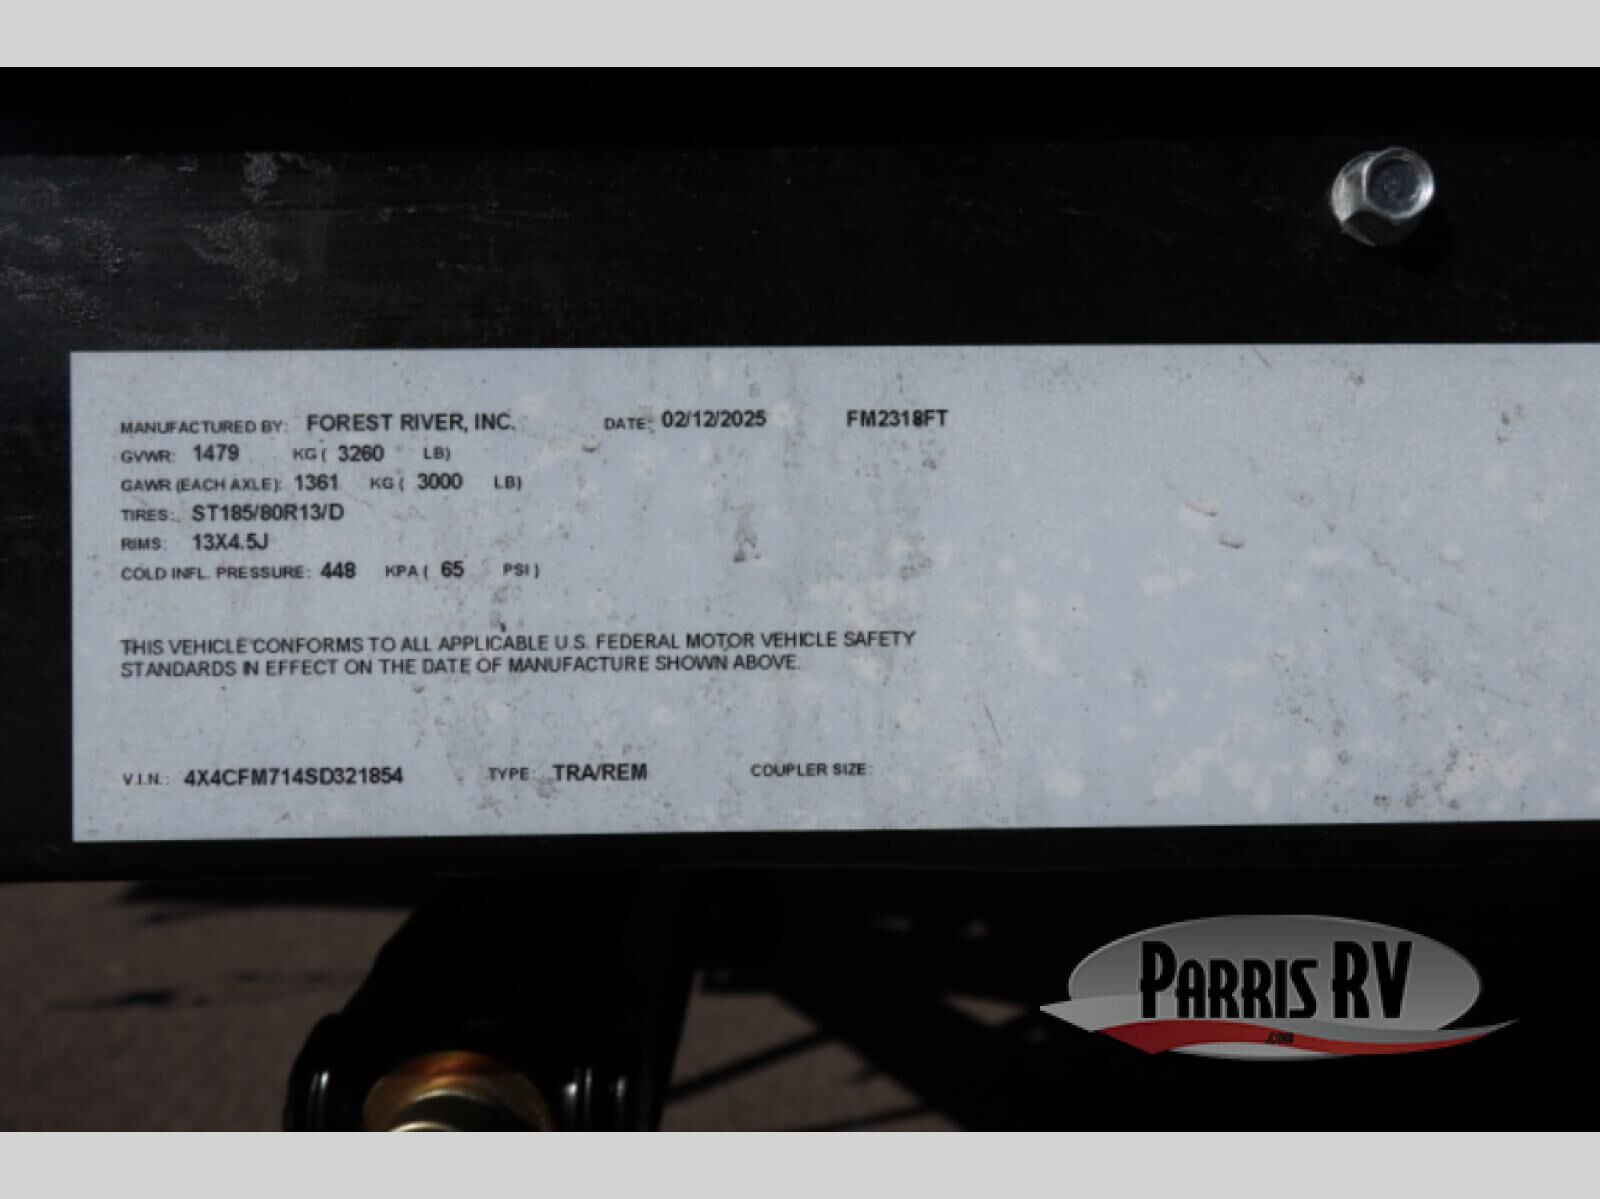 MANUFACTURED BY: FOREST RIVER, INC. DATE: 02/12/2025 FM2318FT
GVWR: 1479 KG ( 3260 LB)
GAWR (EACH AXLE): 1361 KG ( 3000 LB)
TIRES: ST185/80R13/D
RIMS: 13X4.5J
COLD INFL. PRESSURE: 448 KPA ( 65 PSI )
THIS VEHICLE CONFORMS TO ALL APPLICABLE U.S. FEDERAL MOTOR VEHICLE SAFETY
STANDARDS IN EFFECT ON THE DATE OF MANUFACTURE SHOWN ABOVE.
V.I.N.: 4X4CFM714SD321854 TYPE: TRA/REM COUPLER SIZE:
PARRIS RV
.COM